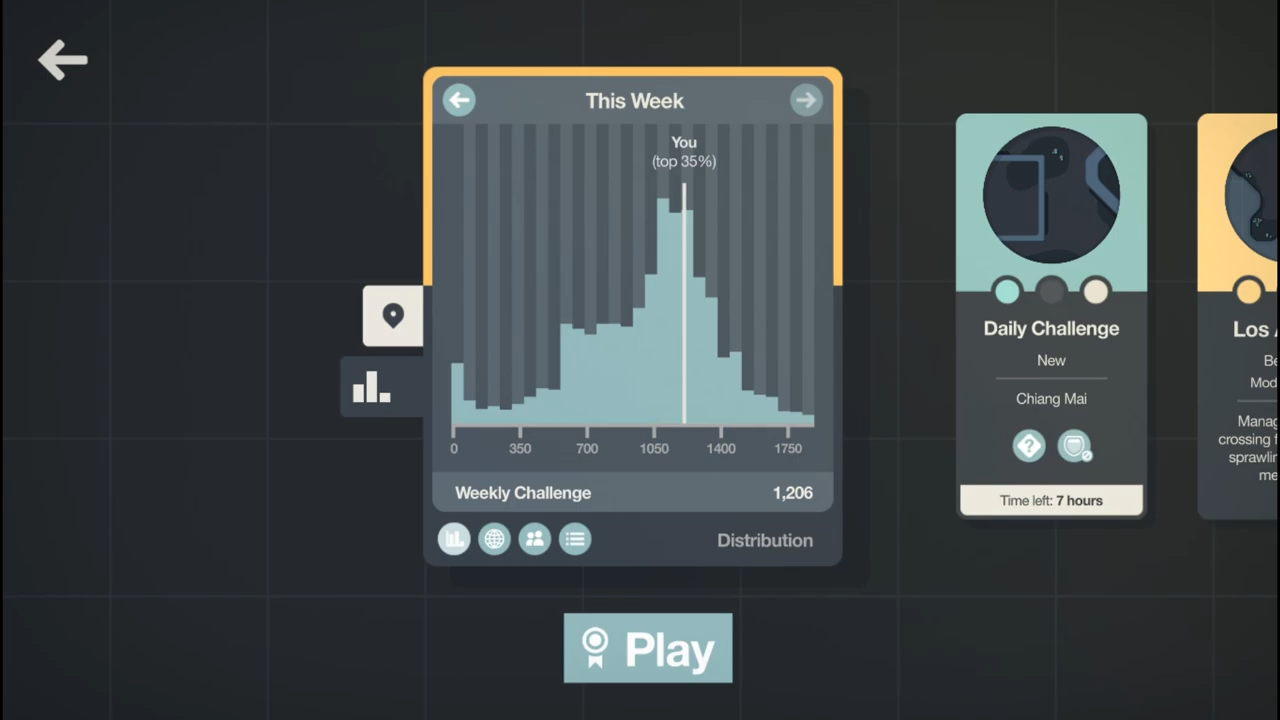 This Week
You
(top 35%)
0 350 700 1050 1400 1750
Weekly Challenge 1,206
Distribution
Play
Daily Challenge
New
Chiang Mai
?
Time left: 7 hours
Los